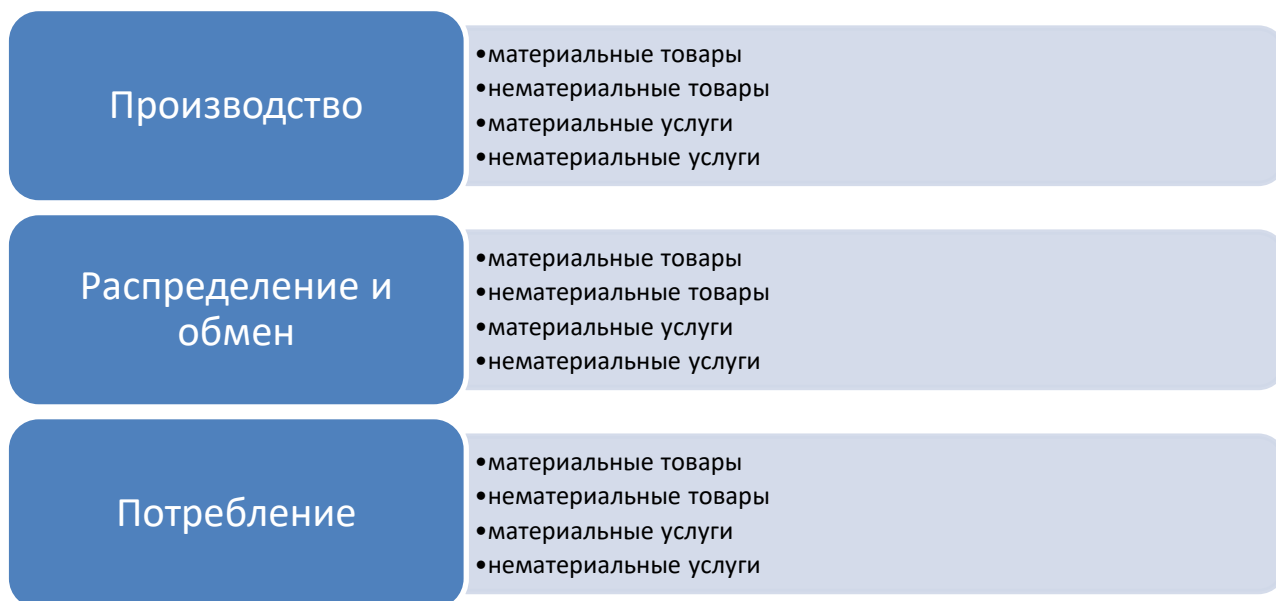 Производство
•материальные товары
•нематериальные товары
•материальные услуги
•нематериальные услуги
Распределение и
обмен
•материальные товары
•нематериальные товары
•материальные услуги
•нематериальные услуги
Потребление
•материальные товары
•нематериальные товары
•материальные услуги
•нематериальные услуги